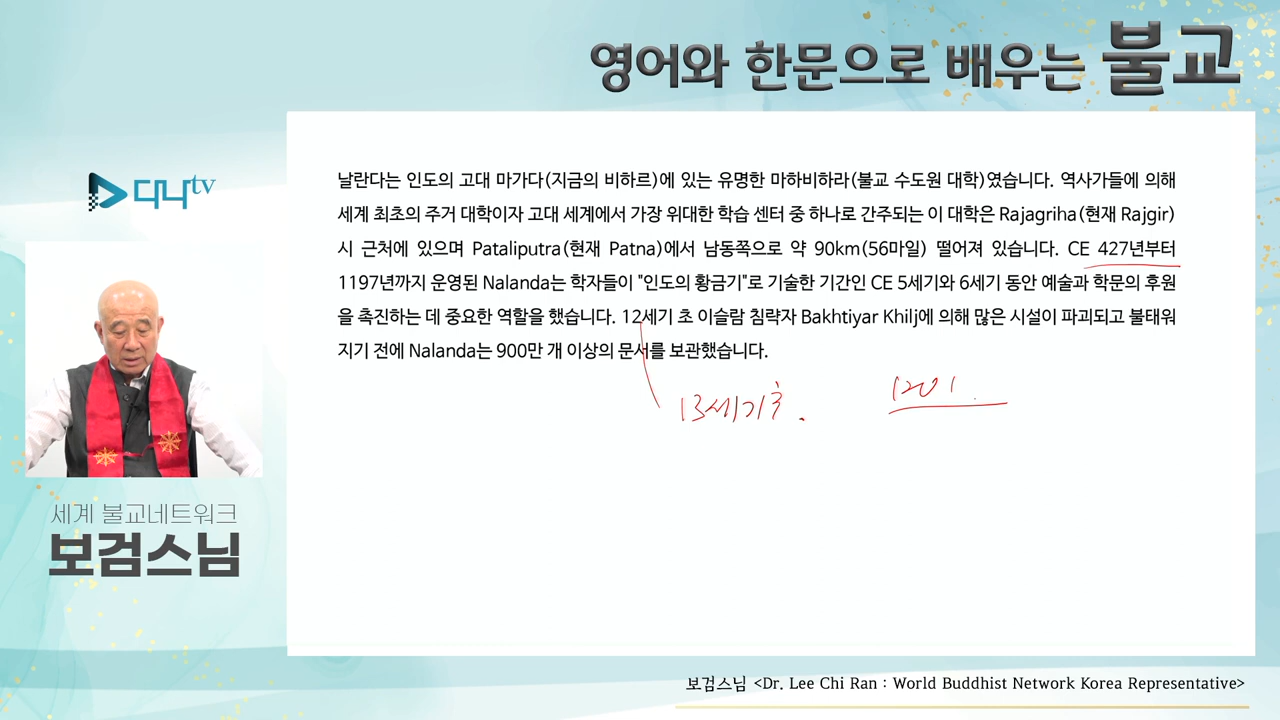 영어와 한문으로 배우는 불교
디나tv
날란다는 인도의 고대 마가다(지금의 비하르)에 있는 유명한 마하비하라(불교 수도원 대학)였습니다. 역사가들에 의해
세계 최초의 주거 대학이자 고대 세계에서 가장 위대한 학습 센터 중 하나로 간주되는 이 대학은 Rajagriha(현재 Rajgir)
시 근처에 있으며 Pataliputra(현재 Patna)에서 남동쪽으로 약 90km(56마일) 떨어져 있습니다. CE 427년부터
1197년까지 운영된 Nalanda는 학자들이 "인도의 황금기"로 기술한 기간인 CE 5세기와 6세기 동안 예술과 학문의 후원
을 촉진하는 데 중요한 역할을 했습니다. 12세기 초 이슬람 침략자 Bakhtiyar Khilj에 의해 많은 시설이 파괴되고 불태워
지기 전에 Nalanda는 900만 개 이상의 문서를 보관했습니다.
13세기초. 1201.
세계 불교네트워크
보검스님
보검스님 <Dr. Lee Chi Ran : World Buddhist Network Korea Representative>